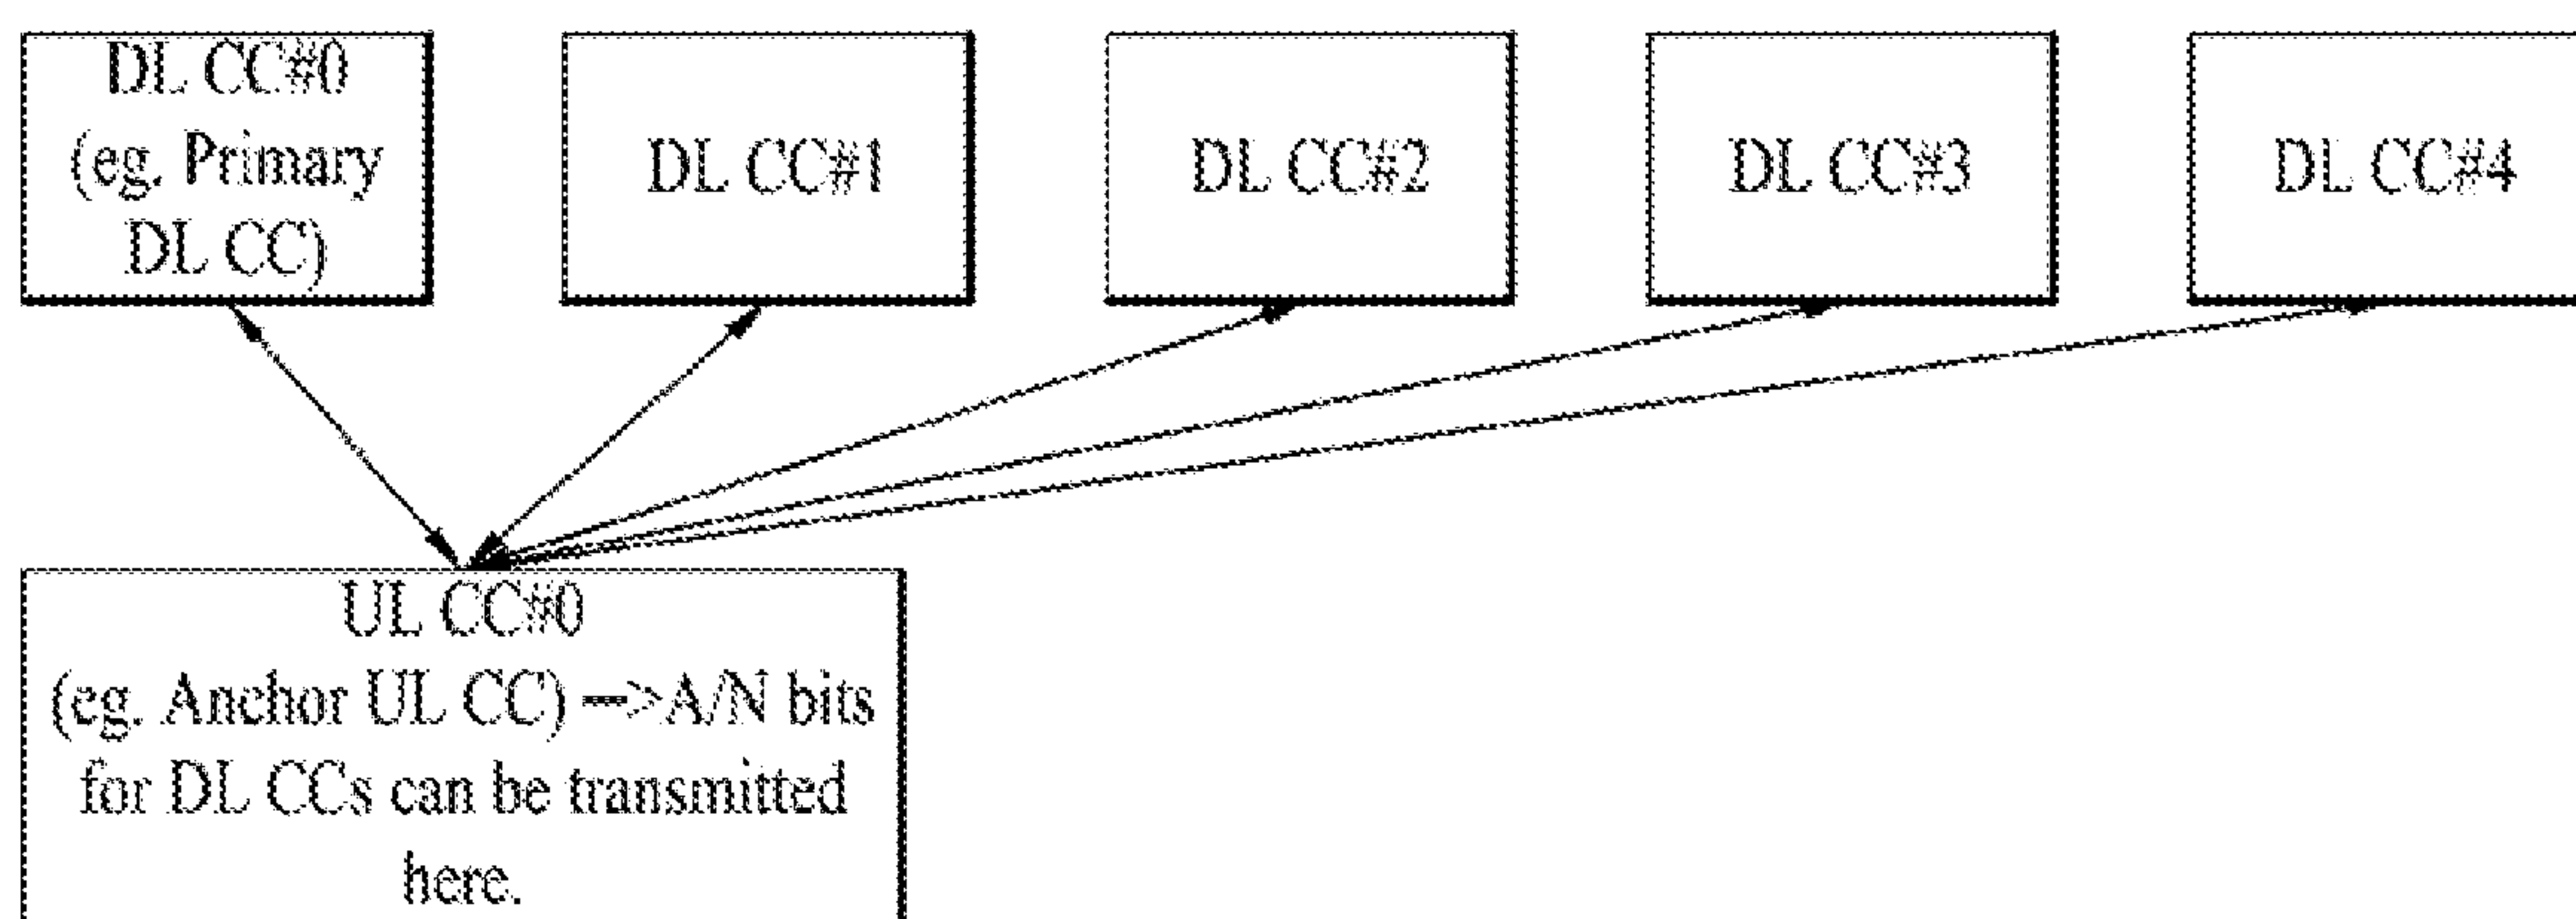 DL CC#0
(eg. Primary
DL CC)
DL CC#1
DL CC#2
DL CC#3
DL CC#4
UL CC#0
(eg. Anchor UL CC) -->A/N bits
for DL CCs can be transmitted
here.